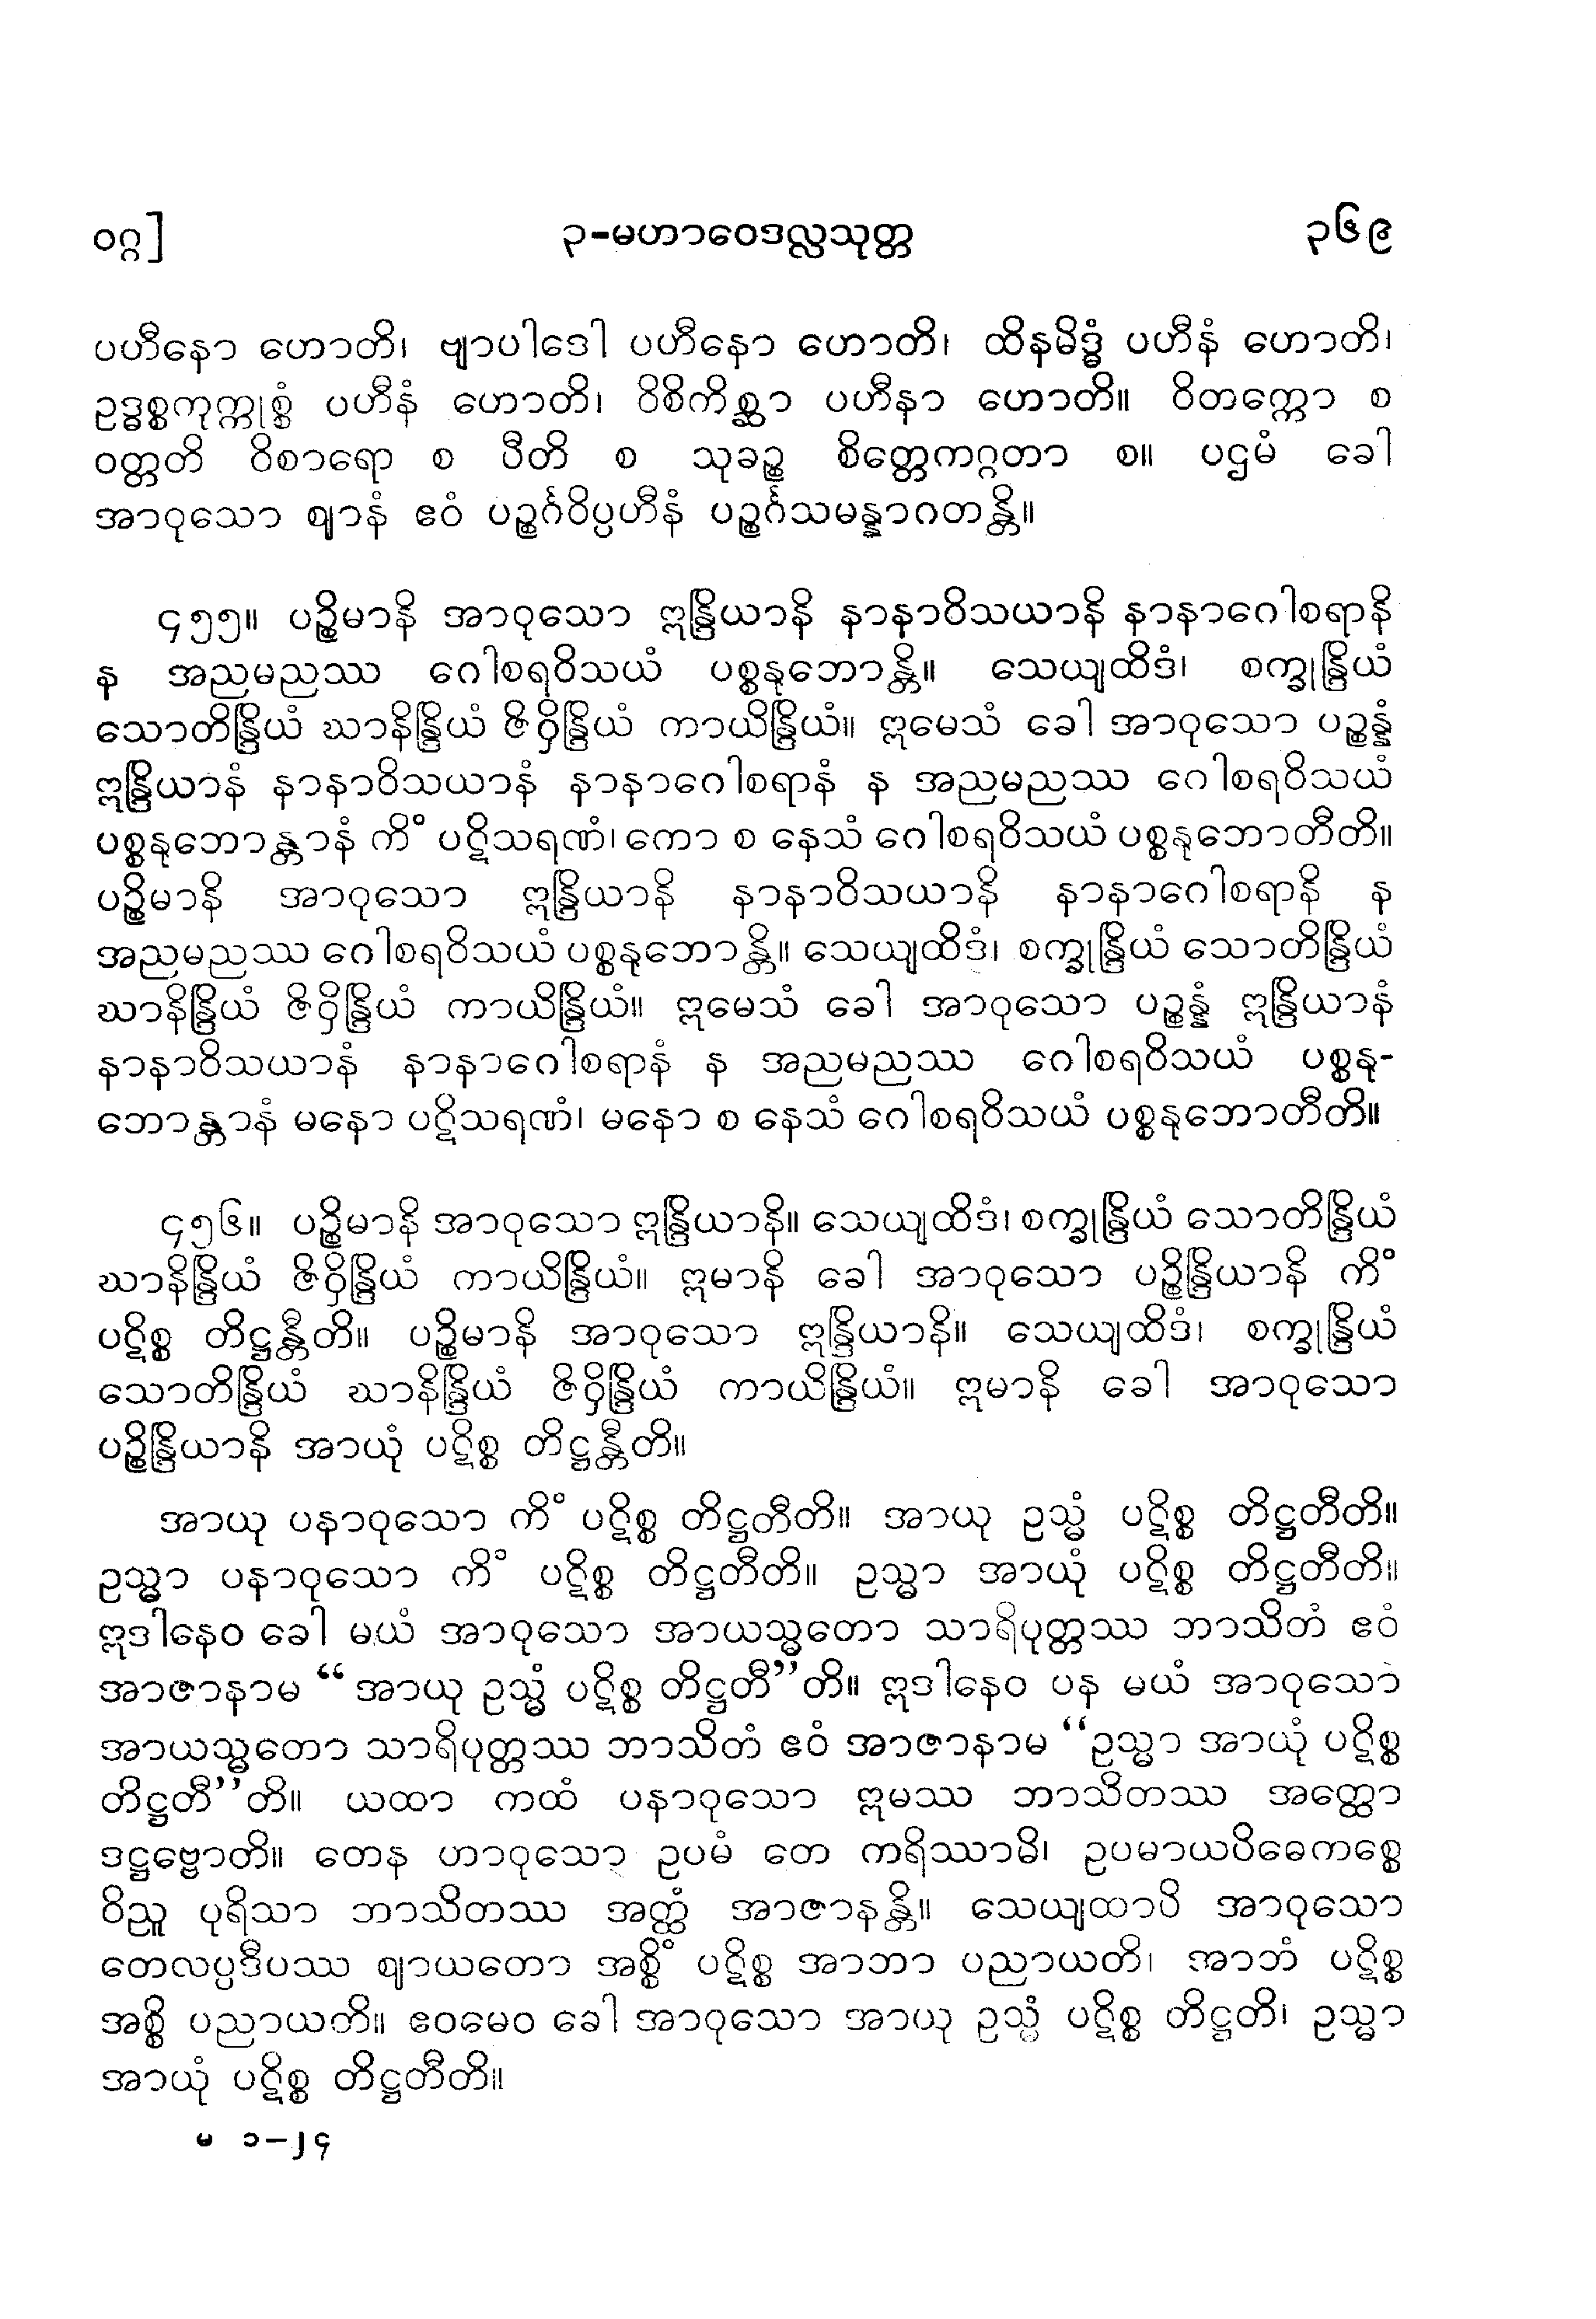 ဝဂ္ဂ] ၃-မဟာဝေဒလ္လသုတ္တ ၃၆၉
ပဟီနော ဟောတိ၊ ဗျာပါဒေါ ပဟီနော ဟောတိ၊ ထိနမိဒ္ဓံ ပဟီနံ ဟောတိ၊
ဥဒ္ဓစ္စကုက္ကုစ္စံ ပဟီနံ ဟောတိ၊ ဝိစိကိစ္ဆာ ပဟီနာ ဟောတိ။ ဝိတက္ကော စ
ဝတ္တတိ ဝိစာရော စ ပီတိ စ သုခဉ္စ စိတ္တေကဂ္ဂတာ စ။ ပဌမံ ခေါ
အာဝုသော ဈာနံ ဧဝံ ပဉ္စင်္ဂဝိပ္ပဟီနံ ပဉ္စင်္ဂသမန္နာဂတန္တိ။
၄၅၅။ ပဉ္စိမာနိ အာဝုသော ဣန္ဒြိယာနိ နာနာဝိသယာနိ နာနာဂေါစရာနိ
န အညမညဿ ဂေါစရဝိသယံ ပစ္စနုဘောန္တိ။ သေယျထိဒံ၊ စက္ခုန္ဒြိယံ
သောတိန္ဒြိယံ ဃာနိန္ဒြိယံ ဇိဝှိန္ဒြိယံ ကာယိန္ဒြိယံ။ ဣမေသံ ခေါ အာဝုသော ပဉ္စန္နံ
ဣန္ဒြိယာနံ နာနာဝိသယာနံ နာနာဂေါစရာနံ န အညမညဿ ဂေါစရဝိသယံ
ပစ္စနုဘောန္တာနံ ကိံ ပဋိသရဏံ၊ ကော စ နေသံ ဂေါစရဝိသယံ ပစ္စနုဘောတီတိ။
ပဉ္စိမာနိ အာဝုသော ဣန္ဒြိယာနိ နာနာဝိသယာနိ နာနာဂေါစရာနိ န
အညမညဿ ဂေါစရဝိသယံ ပစ္စနုဘောန္တိ။ သေယျထိဒံ၊ စက္ခုန္ဒြိယံ သောတိန္ဒြိယံ
ဃာနိန္ဒြိယံ ဇိဝှိန္ဒြိယံ ကာယိန္ဒြိယံ။ ဣမေသံ ခေါ အာဝုသော ပဉ္စန္နံ ဣန္ဒြိယာနံ
နာနာဝိသယာနံ နာနာဂေါစရာနံ န အညမညဿ ဂေါစရဝိသယံ ပစ္စနု-
ဘောန္တာနံ မနော ပဋိသရဏံ၊ မနော စ နေသံ ဂေါစရဝိသယံ ပစ္စနုဘောတီတိ။
၄၅၆။ ပဉ္စိမာနိ အာဝုသော ဣန္ဒြိယာနိ။ သေယျထိဒံ၊ စက္ခုန္ဒြိယံ သောတိန္ဒြိယံ
ဃာနိန္ဒြိယံ ဇိဝှိန္ဒြိယံ ကာယိန္ဒြိယံ။ ဣမာနိ ခေါ အာဝုသော ပဉ္စိန္ဒြိယာနိ ကိံ
ပဋိစ္စ တိဋ္ဌန္တီတိ။ ပဉ္စိမာနိ အာဝုသော ဣန္ဒြိယာနိ။ သေယျထိဒံ၊ စက္ခုန္ဒြိယံ
သောတိန္ဒြိယံ ဃာနိန္ဒြိယံ ဇိဝှိန္ဒြိယံ ကာယိန္ဒြိယံ။ ဣမာနိ ခေါ အာဝုသော
ပဉ္စိန္ဒြိယာနိ အာယုံ ပဋိစ္စ တိဋ္ဌန္တီတိ။
အာယု ပနာဝုသော ကိံ ပဋိစ္စ တိဋ္ဌတီတိ။ အာယု ဥသ္မံ ပဋိစ္စ တိဋ္ဌတီတိ။
ဥသ္မာ ပနာဝုသော ကိံ ပဋိစ္စ တိဋ္ဌတီတိ။ ဥသ္မာ အာယုံ ပဋိစ္စ တိဋ္ဌတီတိ။
ဣဒါနေဝ ခေါ မယံ အာဝုသော အာယသ္မတော သာရိပုတ္တဿ ဘာသိတံ ဧဝံ
အာဇာနာမ “အာယု ဥသ္မံ ပဋိစ္စ တိဋ္ဌတီ”တိ။ ဣဒါနေဝ ပန မယံ အာဝုသော
အာယသ္မတော သာရိပုတ္တဿ ဘာသိတံ ဧဝံ အာဇာနာမ “ဥသ္မာ အာယုံ ပဋိစ္စ
တိဋ္ဌတီ”တိ။ ယထာ ကထံ ပနာဝုသော ဣမဿ ဘာသိတဿ အတ္ထော
ဒဋ္ဌဗ္ဗောတိ။ တေန ဟာဝုသော ဥပမံ တေ ကရိဿာမိ၊ ဥပမာယပိဓေကစ္စေ
ဝိညူ ပုရိသာ ဘာသိတဿ အတ္ထံ အာဇာနန္တိ။ သေယျထာပိ အာဝုသော
တေလပ္ပဒီပဿ ဈာယတော အစ္စိံ ပဋိစ္စ အာဘာ ပညာယတိ၊ အာဘံ ပဋိစ္စ
အစ္စိ ပညာယတိ။ ဧဝမေဝ ခေါ အာဝုသော အာယု ဥသ္မံ ပဋိစ္စ တိဋ္ဌတိ၊ ဥသ္မာ
အာယုံ ပဋိစ္စ တိဋ္ဌတီတိ။
မ ၁-၂၄